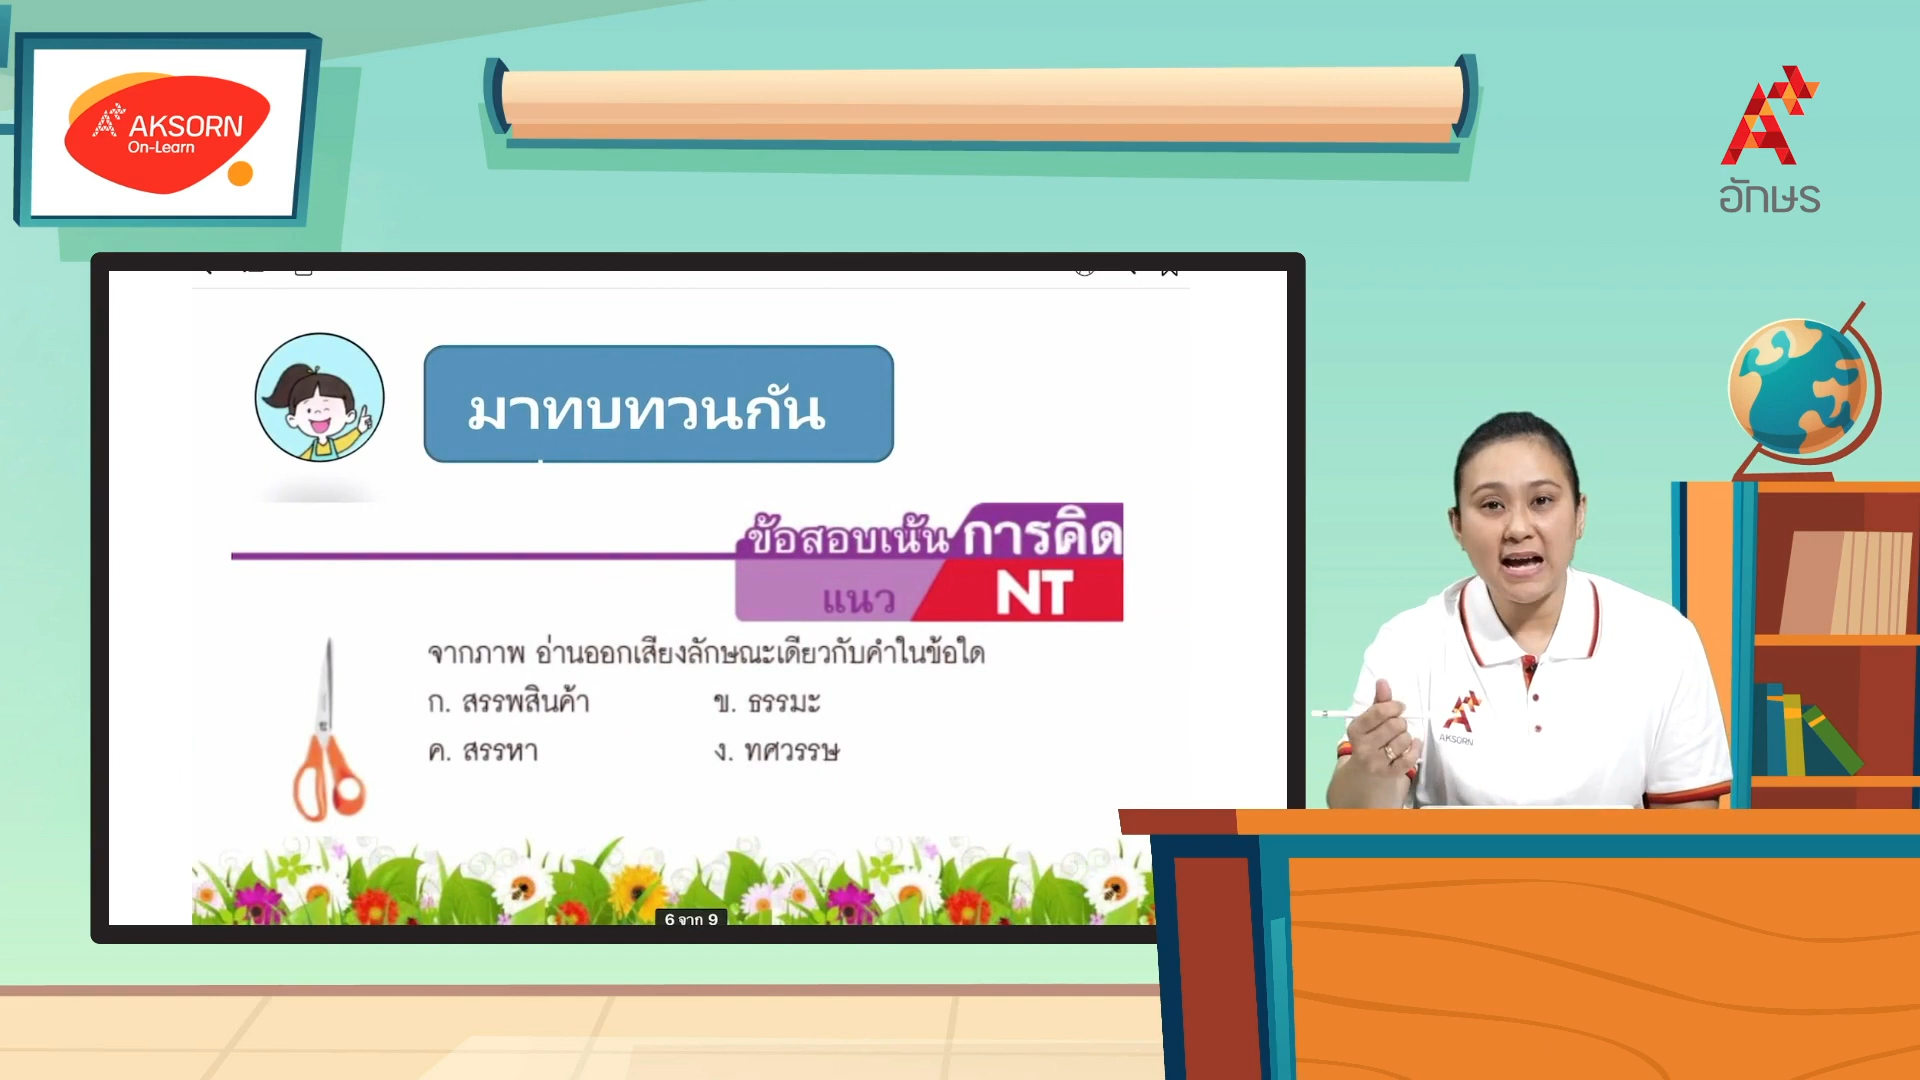 AKSORN
On-Learn
อักษร
มาทบทวนกัน
ข้อสอบเน้นการคิด
แนว NT
จากภาพ อ่านออกเสียงลักษณะเดียวกับคำในข้อใด
ก. สรรพสินค้า ข. ธรรมะ
ค. สรรหา ง. ทศวรรษ
6 จาก 9
AKSORN